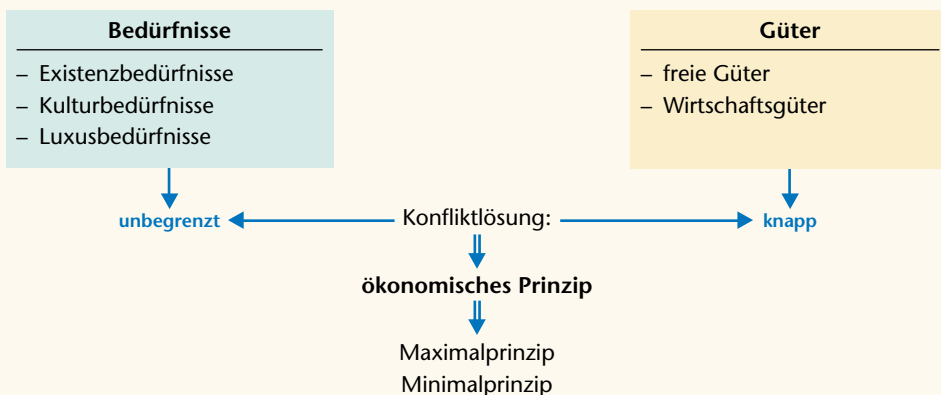 Bedürfnisse
– Existenzbedürfnisse
– Kulturbedürfnisse
– Luxusbedürfnisse
Güter
– freie Güter
– Wirtschaftsgüter
unbegrenzt
Konfliktlösung:
knapp
ökonomisches Prinzip
Maximalprinzip
Minimalprinzip